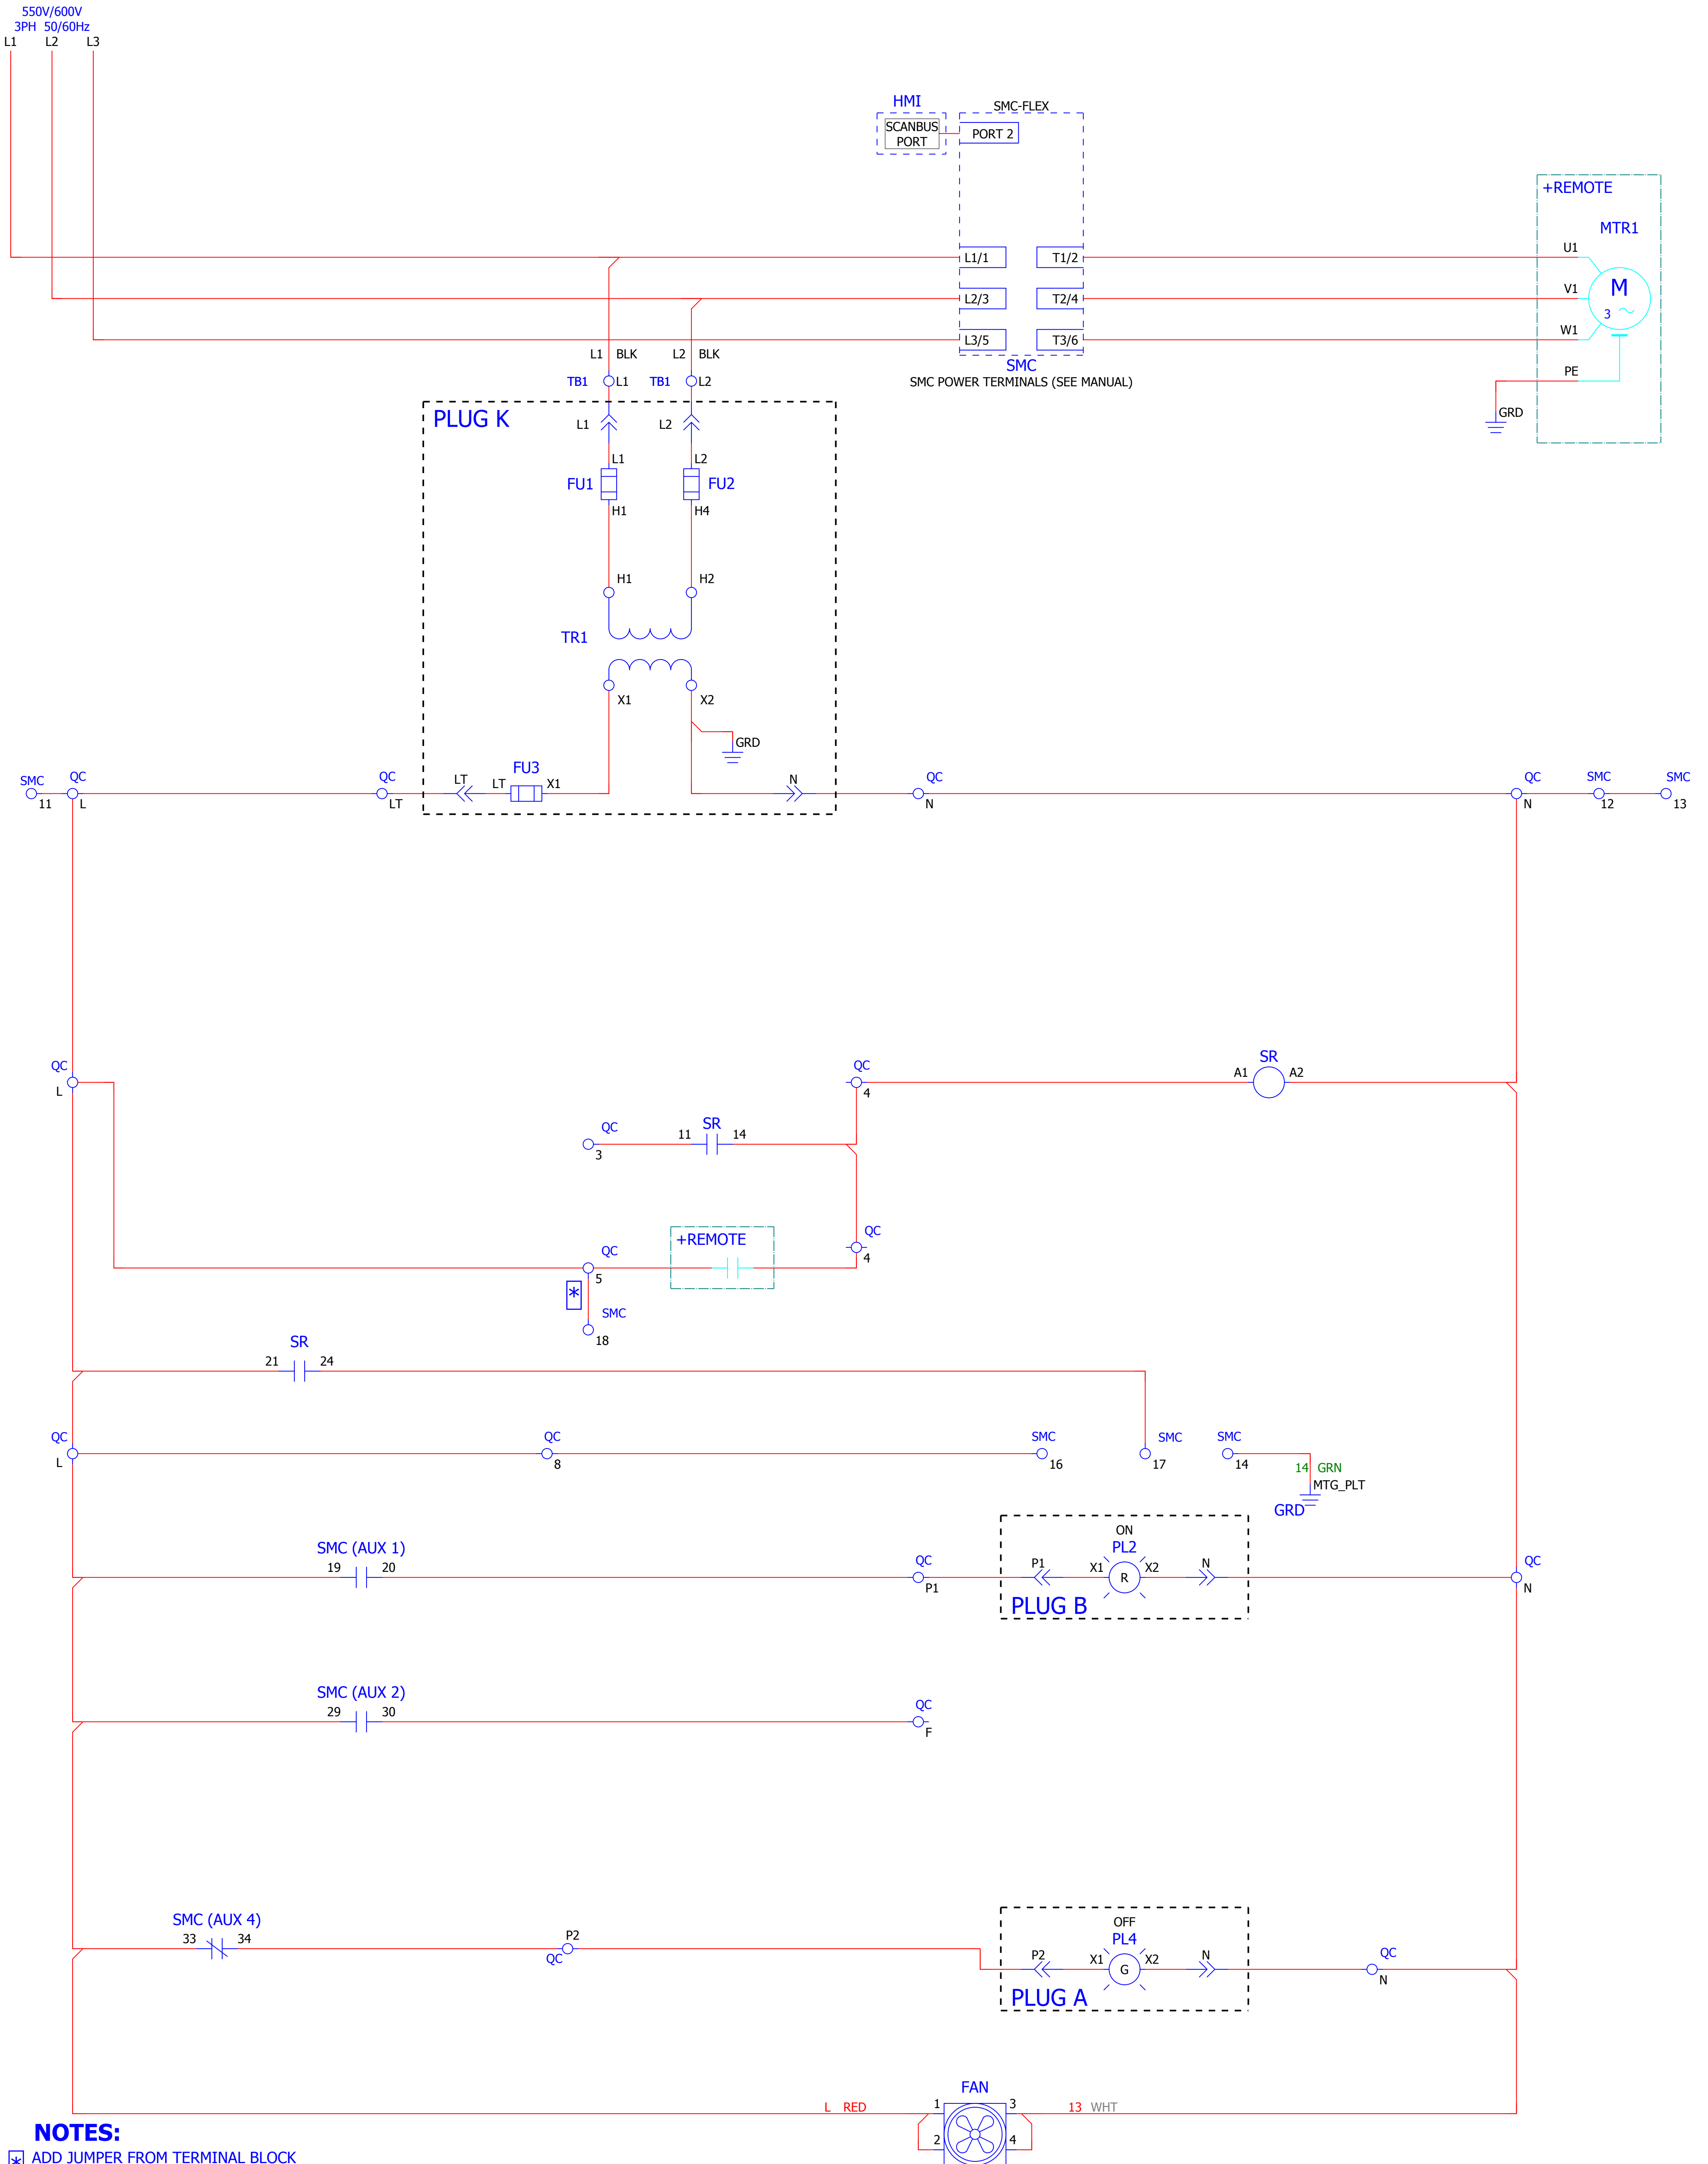 550V/600V
3PH 50/60Hz
L1 L2 L3
HMI
SMC-FLEX
SCANBUS
PORT
PORT 2
+REMOTE
MTR1
U1
L1/1 T1/2
M
3
V1
L2/3 T2/4
W1
L3/5 T3/6
L1 BLK L2 BLK
SMC
SMC POWER TERMINALS (SEE MANUAL)
PE
TB1 L1 TB1 L2
GRD
PLUG K
L1 L2
L1 L2
FU1 FU2
H1 H4
H1 H2
TR1
X1 X2
GRD
SMC QC QC LT LT FU3 X1 N QC QC SMC SMC
11 L LT N N 12 13
QC QC SR
L 4 A1 A2
QC SR
3 11 14
+REMOTE
QC QC
5 4
*
SMC
18
SR
21 24
QC QC SMC SMC SMC
L 8 16 17 14
14 GRN
MTG_PLT
GRD
SMC (AUX 1)
19 20
QC
P1
ON
PL2
P1 X1 R X2 N
PLUG B
QC
N
SMC (AUX 2)
29 30
QC
F
SMC (AUX 4)
33 34
P2
QC
OFF
PL4
P2 X1 G X2 N
PLUG A
QC
N
FAN
L RED 1 3 13 WHT
2 4
NOTES:
* ADD JUMPER FROM TERMINAL BLOCK